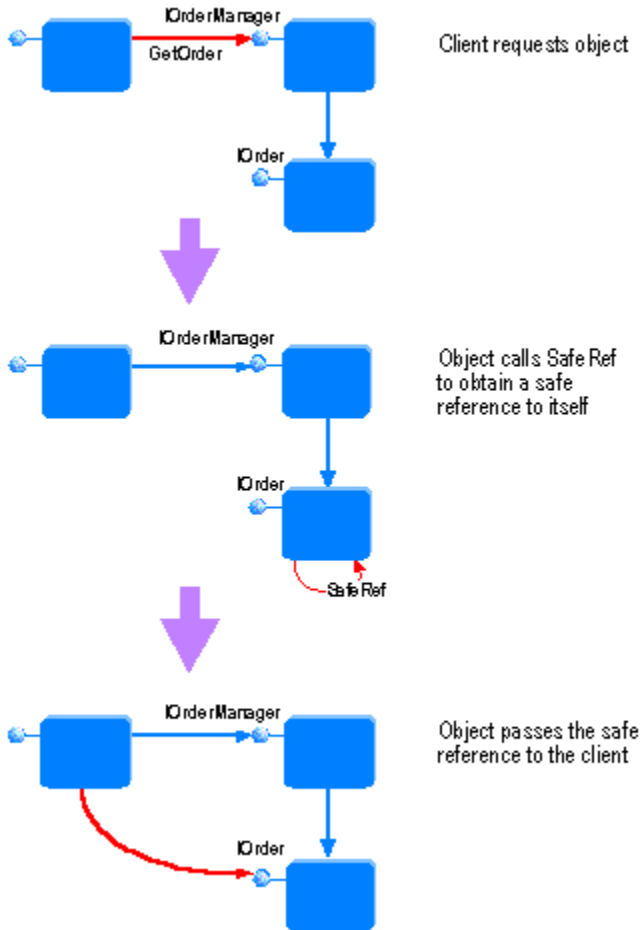 IOrderManager
GetOrder
Client requests object
IOrder
IOrderManager
Object calls Safe Ref
to obtain a safe
reference to itself
IOrder
SafeRef
IOrderManager
Object passes the safe
reference to the client
IOrder